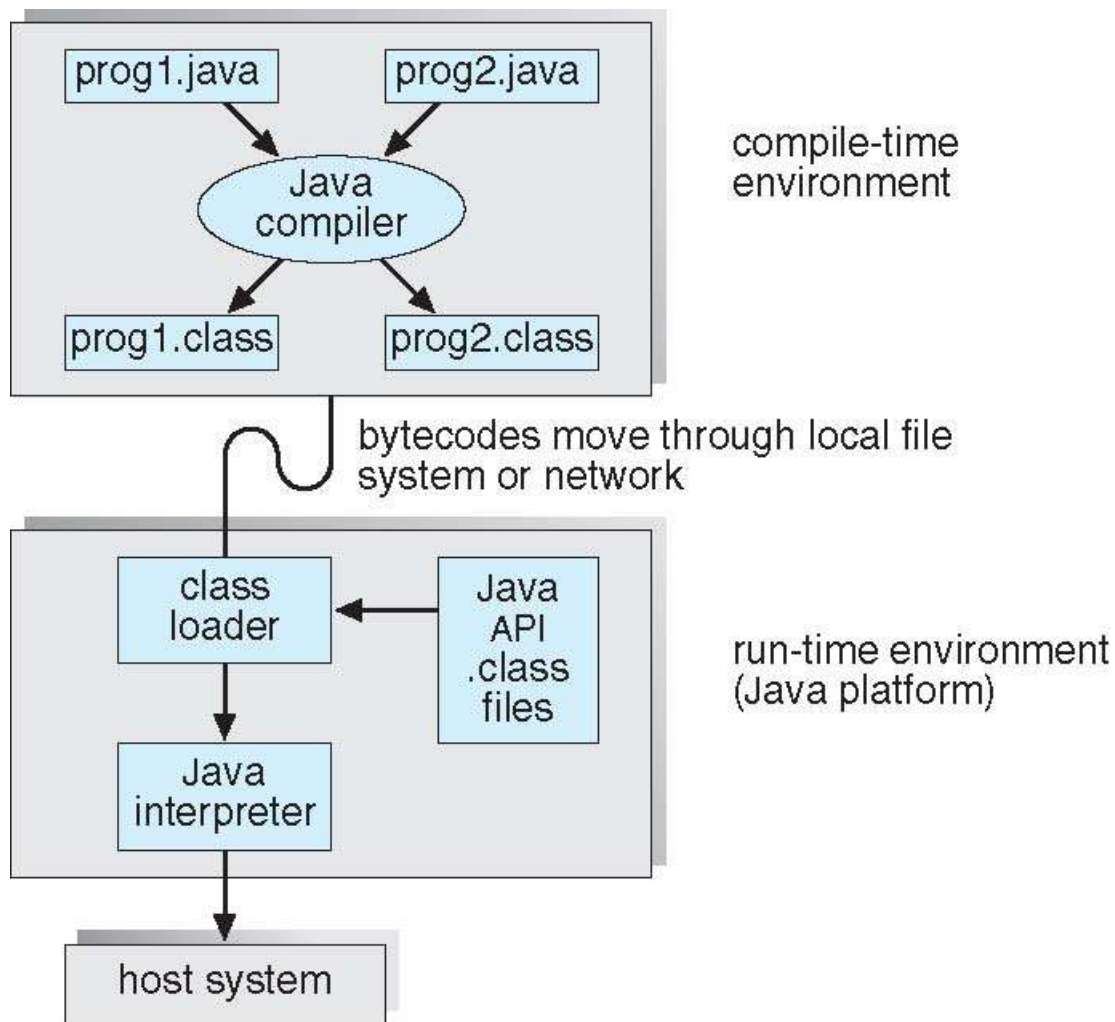 prog1.java
prog2.java
compile-time
environment
Java
compiler
prog1.class
prog2.class
bytecodes move through local file
system or network
class
loader
Java
API
.class
files
run-time environment
(Java platform)
Java
interpreter
host system